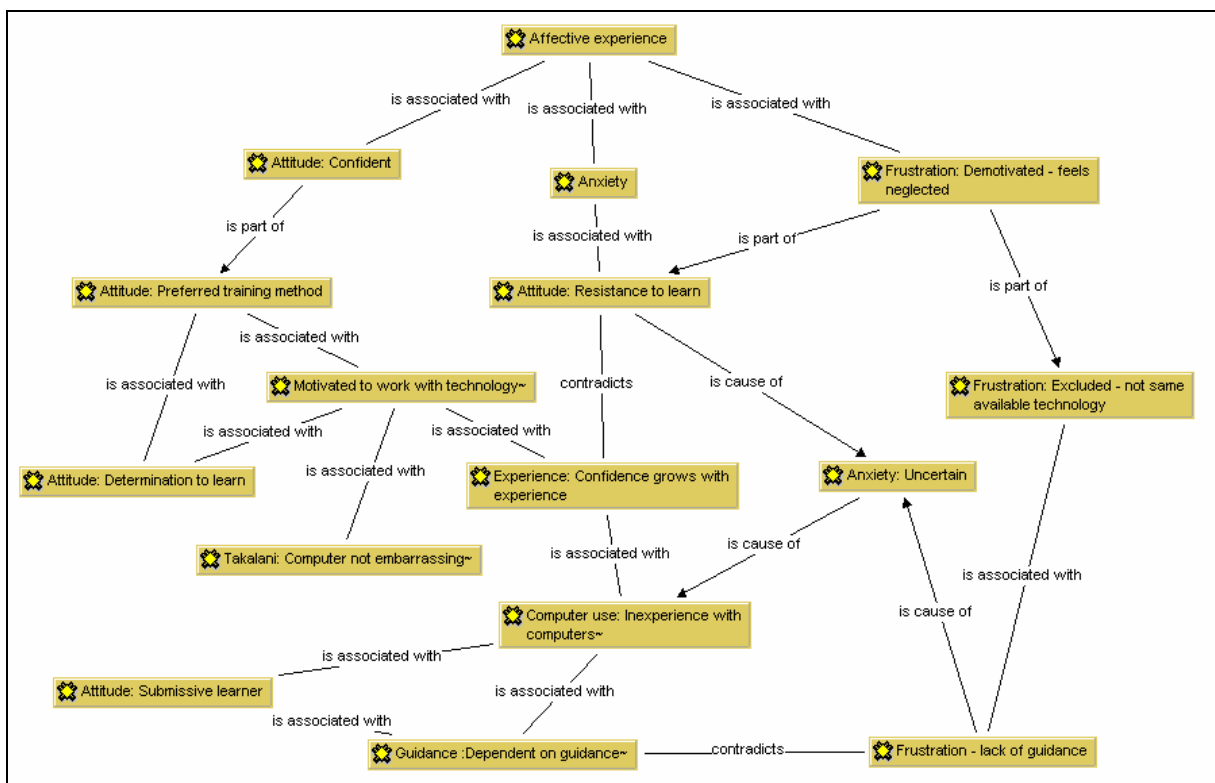 Affective experience
is associated with
is associated with
is associated with
Attitude: Confident
Anxiety
Frustration: Demotivated - feels
neglected
is part of
is associated with
is part of
is part of
Attitude: Preferred training method
Attitude: Resistance to learn
is associated with
is associated with
contradicts
is cause of
Motivated to work with technology~
Frustration: Excluded - not same
available technology
is associated with
is associated with
is associated with
Attitude: Determination to learn
Experience: Confidence grows with
experience
Anxiety: Uncertain
Takalani: Computer not embarrassing~
is associated with
is cause of
is associated with
is cause of
Computer use: Inexperience with
computers~
is associated with
Attitude: Submissive learner
is associated with
is associated with
Guidance :Dependent on guidance~
contradicts
Frustration - lack of guidance